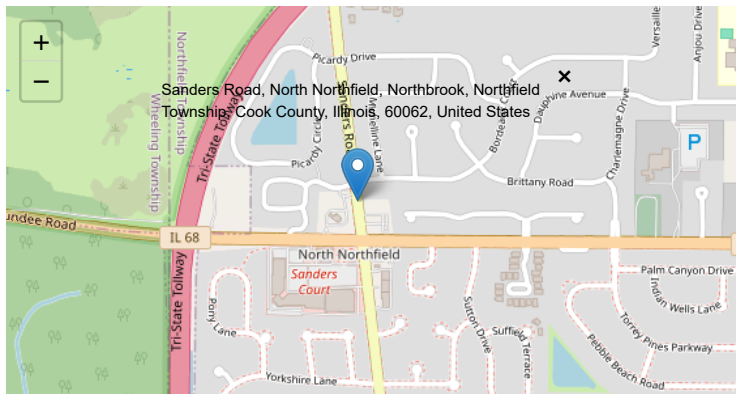 +
−
×
Sanders Road, North Northfield, Northbrook, Northfield
Township, Cook County, Illinois, 60062, United States
Northfield Township
Wheeling Township
Tri-State Tollway
Picardy Drive
Picardy Circle
Sanders Road
Bordeaux Court
Dauphine Avenue
Charlemagne Drive
Anjou Drive
P
Brittany Road
Dundee Road
IL 68
North Northfield
Sanders
Court
Tri-State Tollway
Pony Lane
Yorkshire Lane
Sutton Drive
Suffield Terrace
Palm Canyon Drive
Indian Wells Lane
Torrey Pines Parkway
Pebble Beach Road